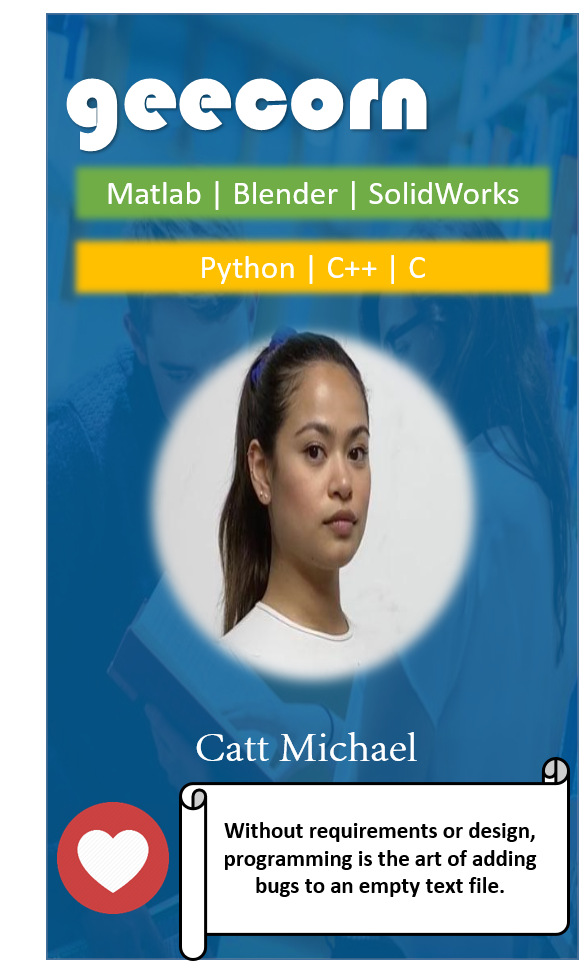 geecorn
Matlab | Blender | SolidWorks
Python | C++ | C
Catt Michael
Without requirements or design,
programming is the art of adding
bugs to an empty text file.